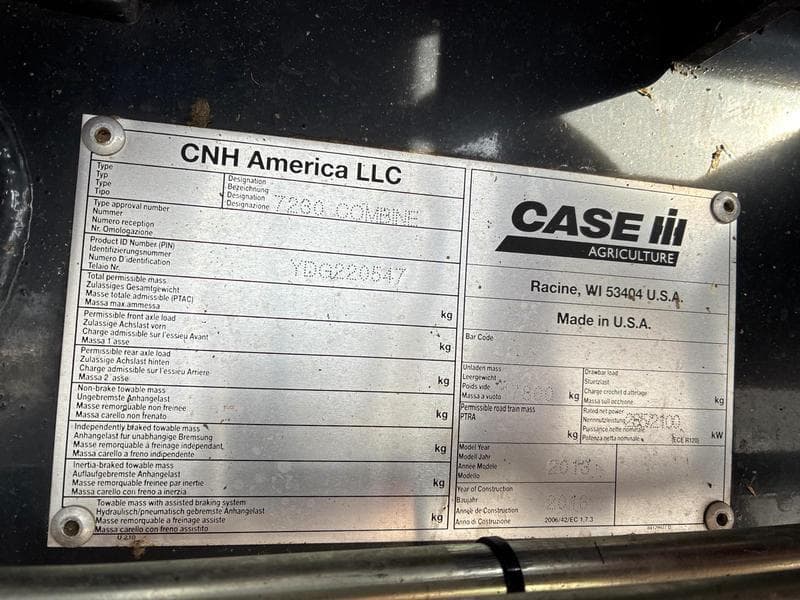 CNH America LLC
Type
Typ
Type
Tipo
Designation
Bezeichnung
Designation
Designazione
7230 COMBINE
Type approval number
Nummer
Numero reception
Nr. Omologazione
Product ID Number (PIN)
Identifizierungsnummer
Numero D'identification
Telaio Nr.
YDG220547
Total permissible mass
Zulassiges Gesamtgewicht
Masse totale admissible (PTAC)
Massa max.ammessa
kg
Permissible front axle load
Zulassige Achslast vorn
Charge admissible sur l'essieu Avant
Massa 1 asse
kg
Permissible rear axle load
Zulassige Achslast hinten
Charge admissible sur l'essieu Arriere
Massa 2 asse
kg
Non-brake towable mass
Ungebremste Anhangelast
Masse remorguable non freinee
Massa carello non frenato
kg
Independently braked towable mass
Anhangelast fur unabhangige Bremsung
Masse remorquable a freinage independant
Massa carello a freno indipendente
kg
Inertia-braked towable mass
Auflaufgebremste Anhangelast
Masse remorquable freinee par inertie
Massa carello con freno a inerzia
kg
Towable mass with assisted braking system
Hydraulisch/pneumatisch gebremste Anhangelast
Masse remorquable a freinage assiste
Massa carello con freno assistito
kg
CASE IH
AGRICULTURE
Racine, WI 53404 U.S.A.
Made in U.S.A.
Bar Code
Unladen mass
Leergewicht
Poids vide
Massa a vuoto
kg
Drawbar load
Stuetzlast
Charge crochet d'attelage
Massa sull occhione
kg
Permissible road train mass
PTRA
kg
Rated net power
Nennnutzleistung
Puissance nette nominale
Potenza netta nominale
265/2100
(ECE R120)
kW
Model Year
Modell Jahr
Année Modèle
Modello
2013
Year of Construction
Baujahr
Année de Construction
Anno di Costruzione
2006/42/EC 1.7.3